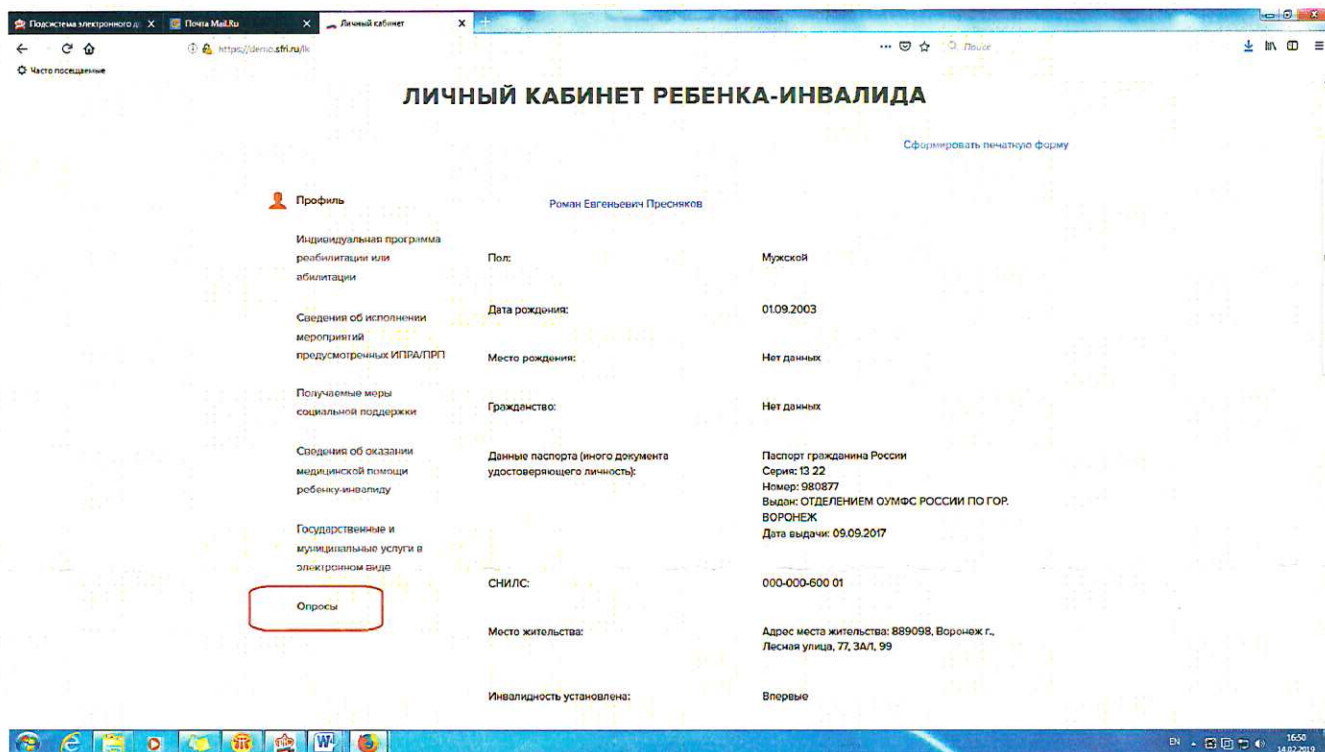 Подсистема электронного д
Почта Mail.Ru
Личный кабинет
https://demo.sfri.ru/lk
Поиск
Часто посещаемые
ЛИЧНЫЙ КАБИНЕТ РЕБЕНКА-ИНВАЛИДА
Сформировать печатную форму
Профиль
Индивидуальная программа
реабилитации или
абилитации
Сведения об исполнении
мероприятий
предусмотренных ИПРА/ПРП
Получаемые меры
социальной поддержки
Сведения об оказании
медицинской помощи
ребенку-инвалиду
Государственные и
муниципальные услуги в
электронном виде
Опросы
Роман Евгеньевич Пресняков
Пол:
Мужской
Дата рождения:
01.09.2003
Место рождения:
Нет данных
Гражданство:
Нет данных
Данные паспорта (иного документа
удостоверяющего личность):
Паспорт гражданина России
Серия: 13 22
Номер: 980877
Выдан: ОТДЕЛЕНИЕМ ОУМФС РОССИИ ПО ГОР.
ВОРОНЕЖ
Дата выдачи: 09.09.2017
СНИЛС:
000-000-600 01
Место жительства:
Адрес места жительства: 889098, Воронеж г.,
Лесная улица, 77, 3А/1, 99
Инвалидность установлена:
Впервые
EN
16:50
14.02.2019